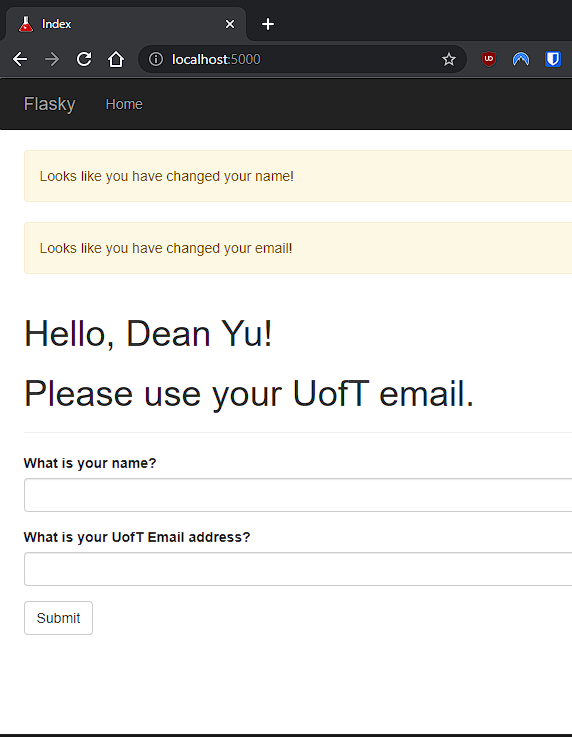 Index
localhost:5000
UD
Flasky Home
Looks like you have changed your name!
Looks like you have changed your email!
Hello, Dean Yu!
Please use your UofT email.
What is your name?
What is your UofT Email address?
Submit